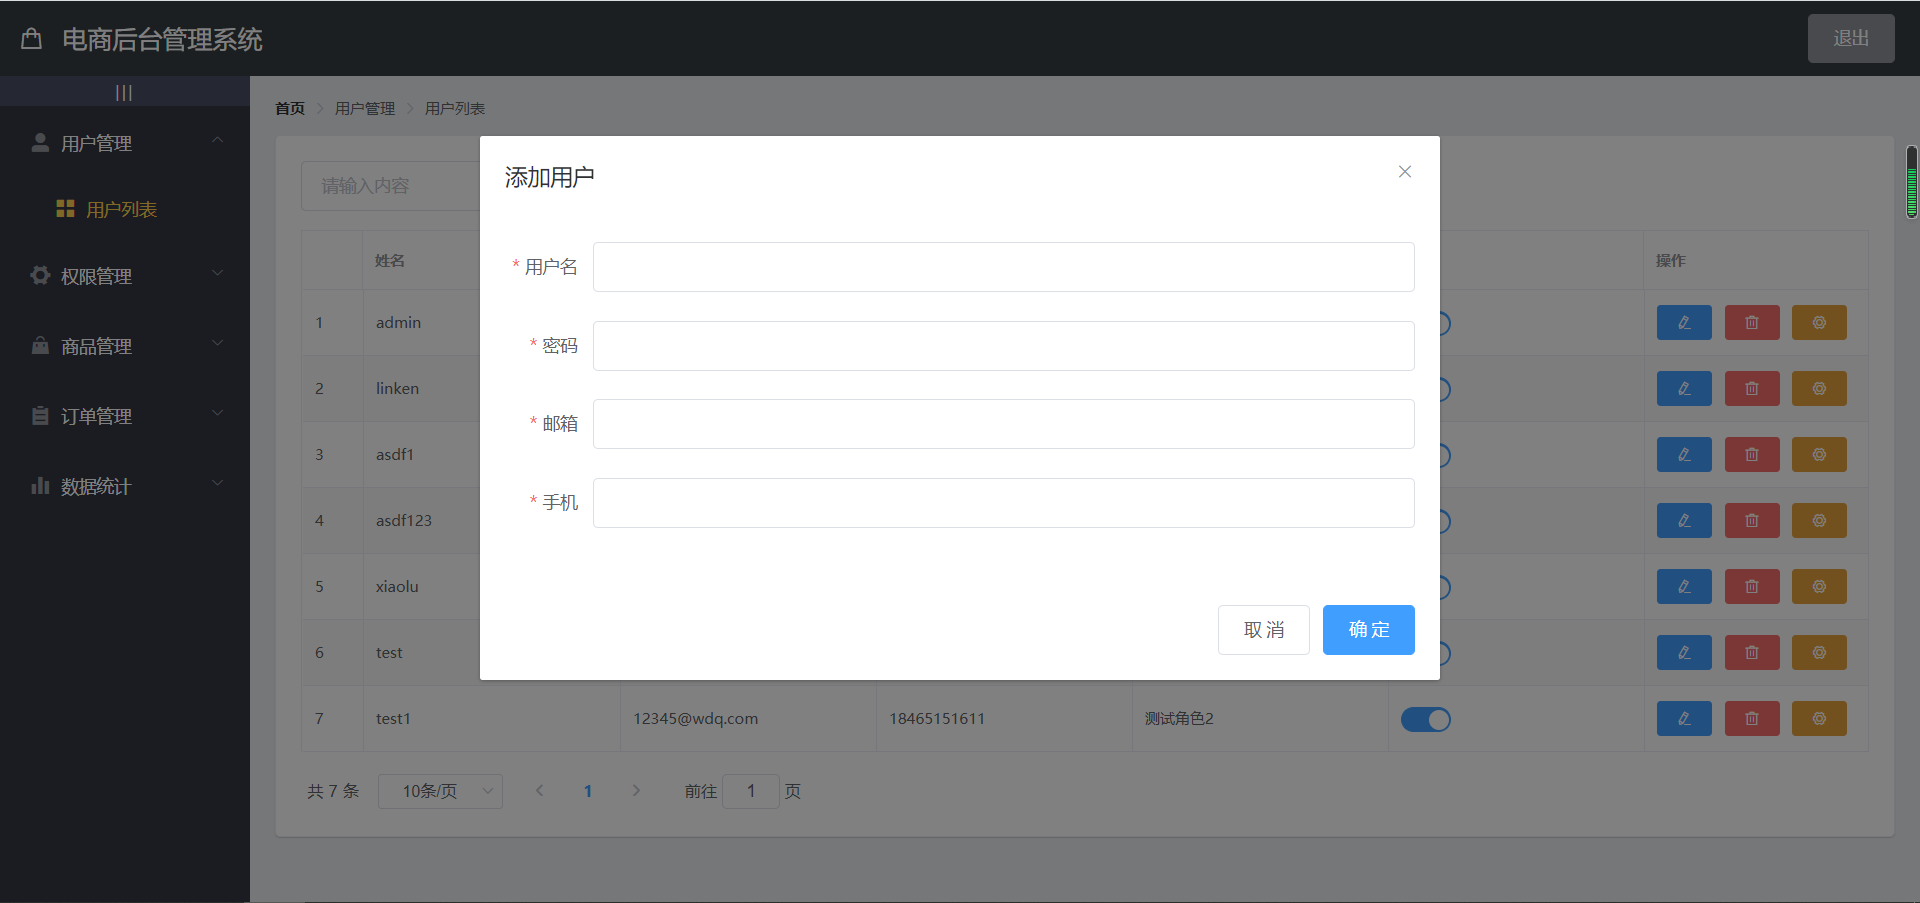 电商后台管理系统
退出
|||
首页 > 用户管理 > 用户列表
用户管理
用户列表
权限管理
商品管理
订单管理
数据统计
请输入内容
添加用户
* 用户名
* 密码
* 邮箱
* 手机
取 消 确 定
姓名 操作
1 admin
2 linken
3 asdf1
4 asdf123
5 xiaolu
6 test
7 test1 12345@wdq.com 18465151611 测试角色2
共 7 条 10条/页 1 前往 1 页